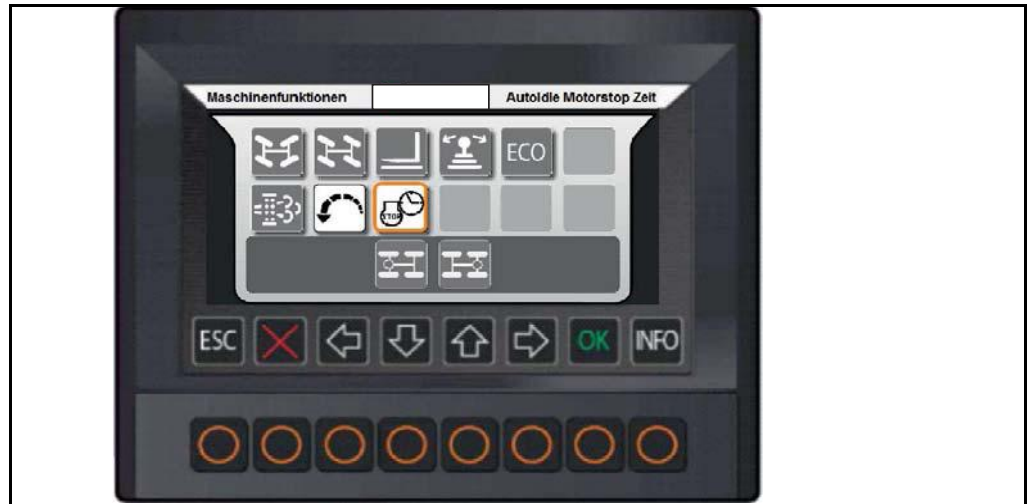 Maschinenfunktionen
Autoidle Motorstop Zeit
ECO
STOP
ESC
OK
INFO